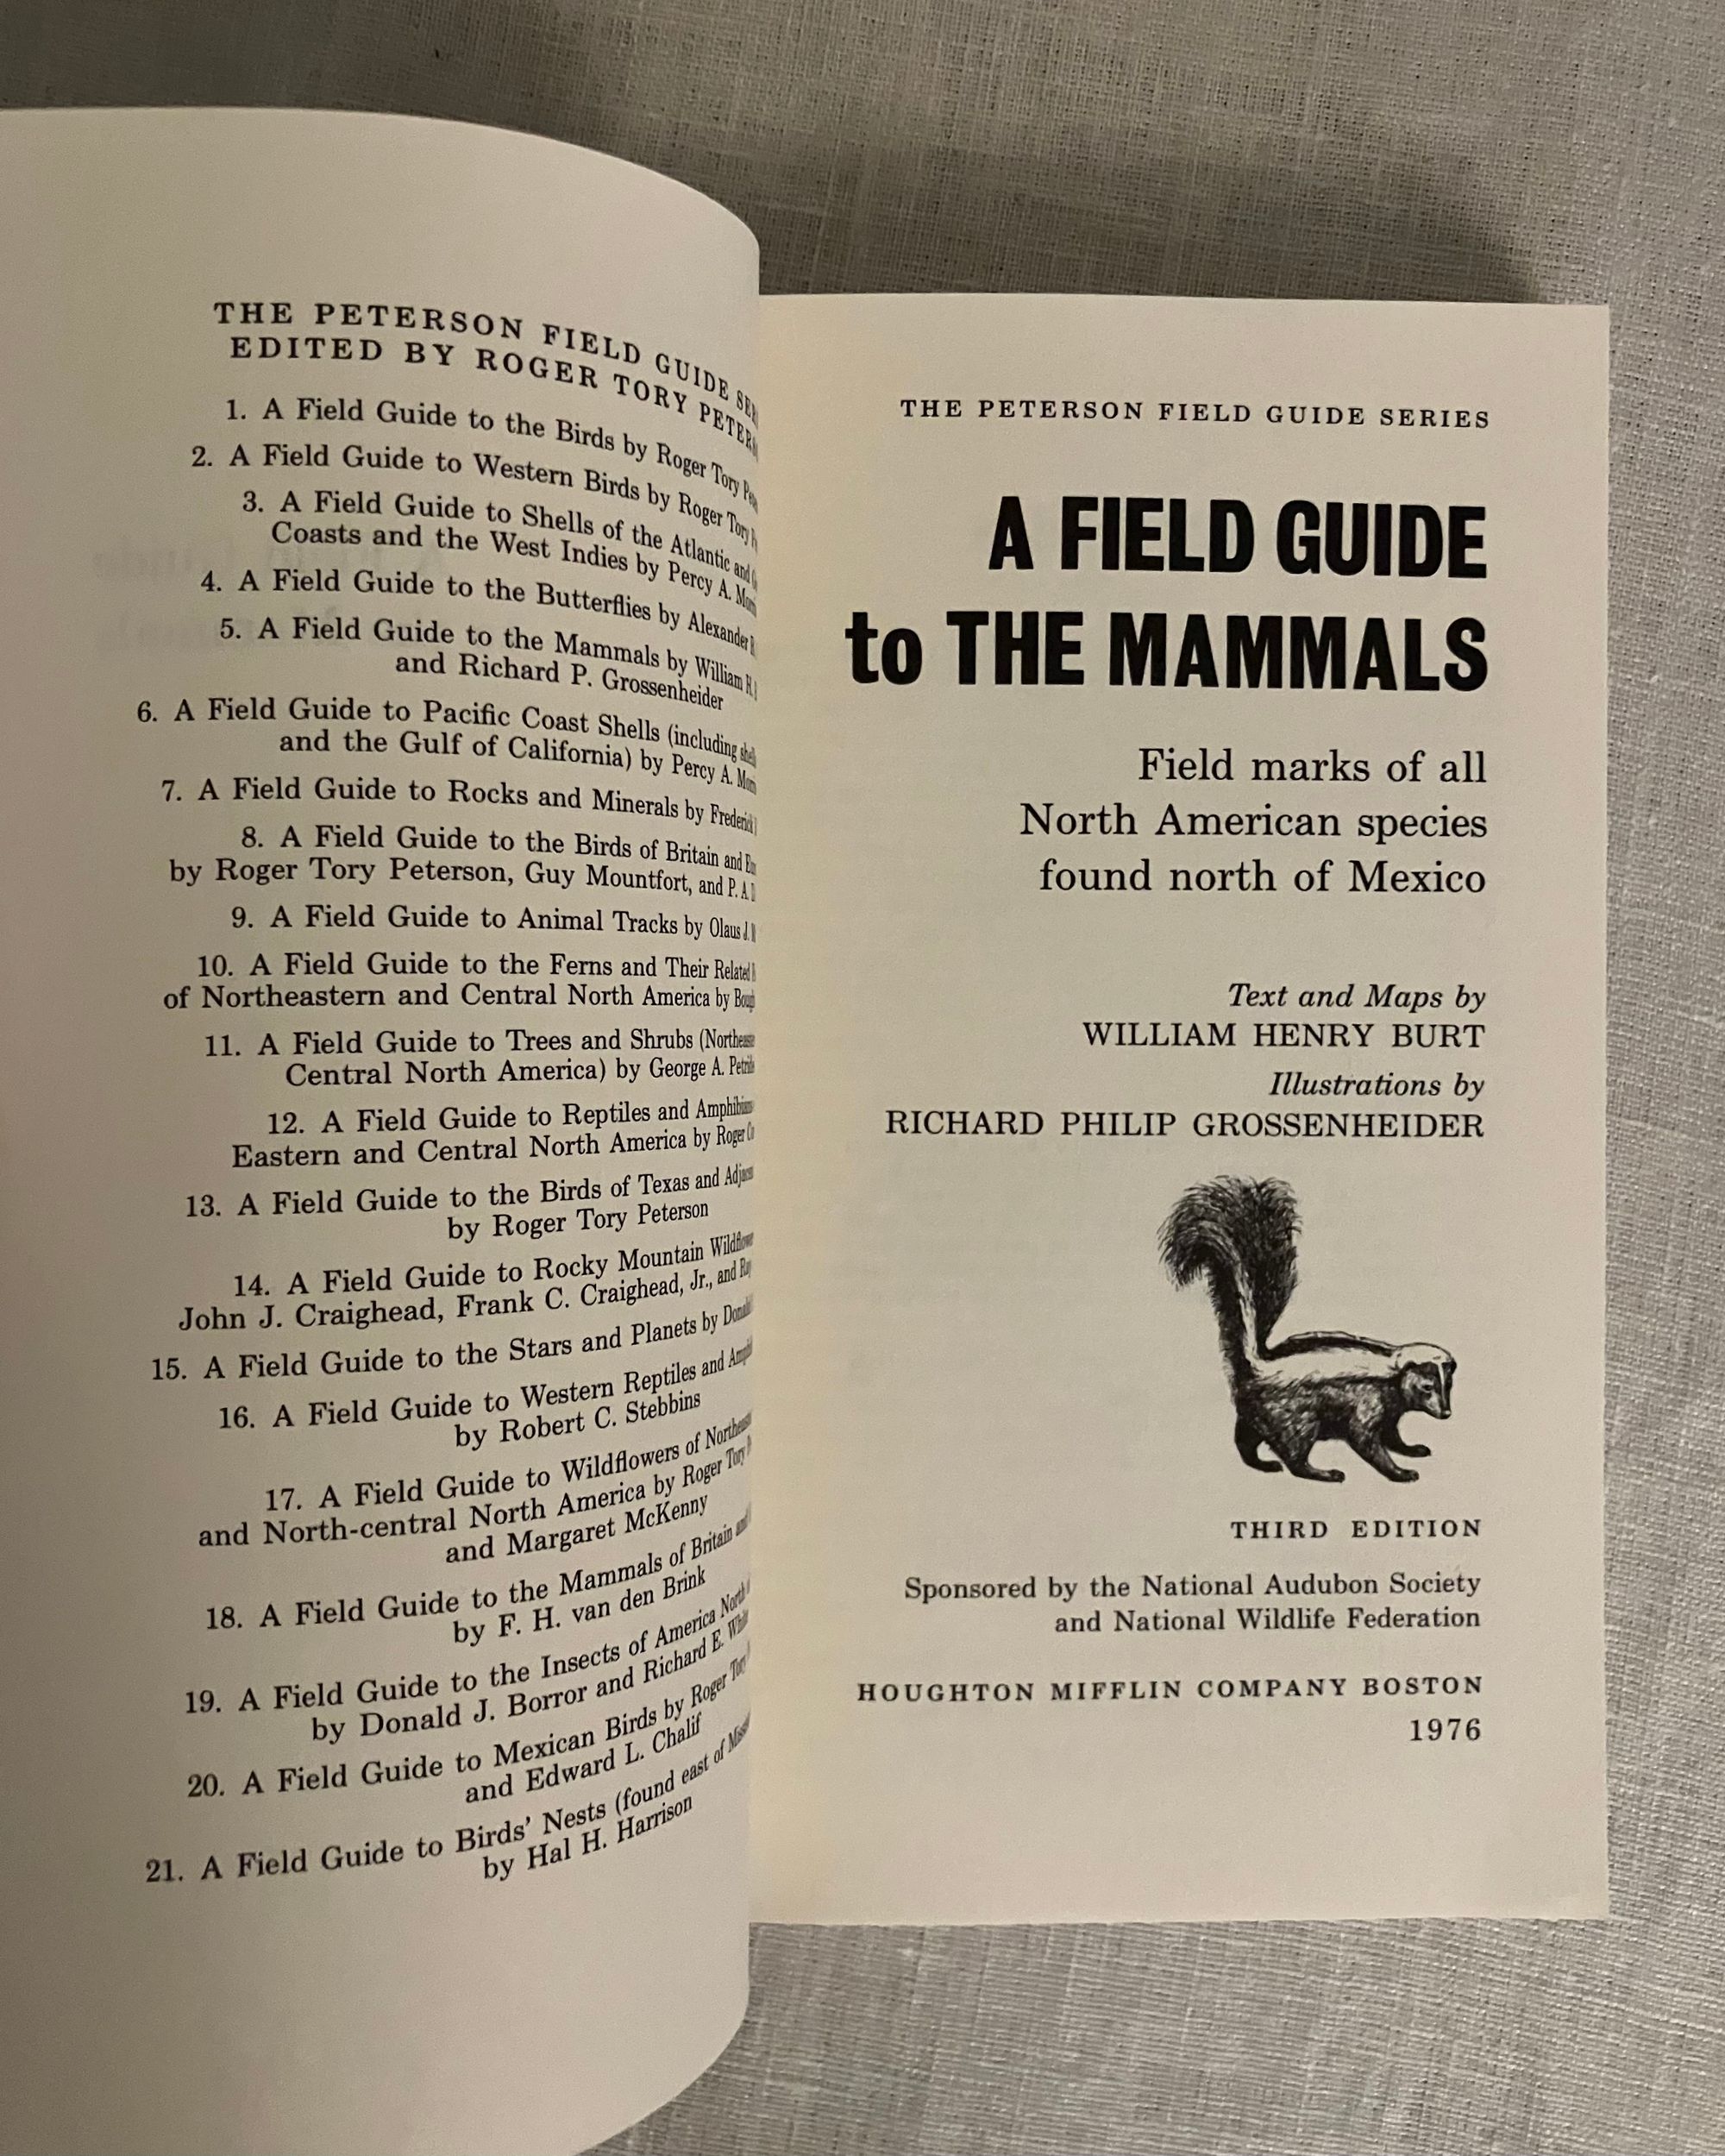 THE PETERSON FIELD GUIDE
EDITED BY ROGER TORY
1. A Field Guide to the Birds by Roger Tory
2. A Field Guide to Western Birds by Roger Tory
3. A Field Guide to Shells of the Atlantic and
Coasts and the West Indies by Percy A.
4. A Field Guide to the Butterflies by Alexander
5. A Field Guide to the Mammals by William H.
and Richard P. Grossenheider
6. A Field Guide to Pacific Coast Shells (including
and the Gulf of California) by Percy A.
7. A Field Guide to Rocks and Minerals by Frederick
8. A Field Guide to the Birds of Britain and
by Roger Tory Peterson, Guy Mountfort, and P. A.
9. A Field Guide to Animal Tracks by Olaus J.
10. A Field Guide to the Ferns and Their Related
of Northeastern and Central North America by
11. A Field Guide to Trees and Shrubs
Central North America) by George A.
12. A Field Guide to Reptiles and
Eastern and Central North America by Roger
13. A Field Guide to the Birds of Texas and
by Roger Tory Peterson
14. A Field Guide to Rocky Mountain
John J. Craighead, Frank C. Craighead, Jr., and
15. A Field Guide to the Stars and Planets by
16. A Field Guide to Western Reptiles and
by Robert C. Stebbins
17. A Field Guide to Wildflowers of
and North-central North America by Roger Tory
and Margaret McKenny
18. A Field Guide to the Mammals of Britain
by F. H. van den Brink
19. A Field Guide to the Insects of America North
by Donald J. Borror and Richard E.
20. A Field Guide to Mexican Birds by Roger Tory
and Edward L. Chalif
21. A Field Guide to Birds' Nests (found east of
by Hal H. Harrison
THE PETERSON FIELD GUIDE SERIES
A FIELD GUIDE
to THE MAMMALS
Field marks of all
North American species
found north of Mexico
Text and Maps by
WILLIAM HENRY BURT
Illustrations by
RICHARD PHILIP GROSSENHEIDER
THIRD EDITION
Sponsored by the National Audubon Society
and National Wildlife Federation
HOUGHTON MIFFLIN COMPANY BOSTON
1976